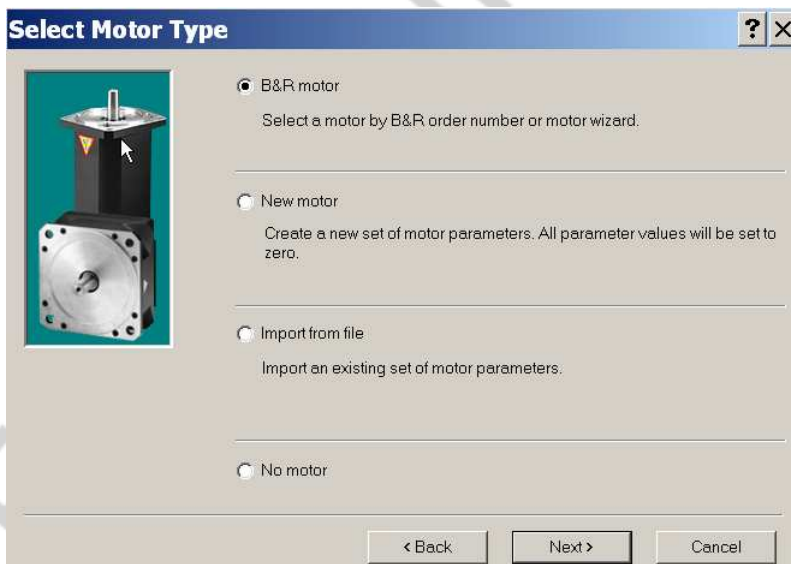 Select Motor Type
B&R motor
Select a motor by B&R order number or motor wizard.
New motor
Create a new set of motor parameters. All parameter values will be set to
zero.
Import from file
Import an existing set of motor parameters.
No motor
< Back
Next >
Cancel